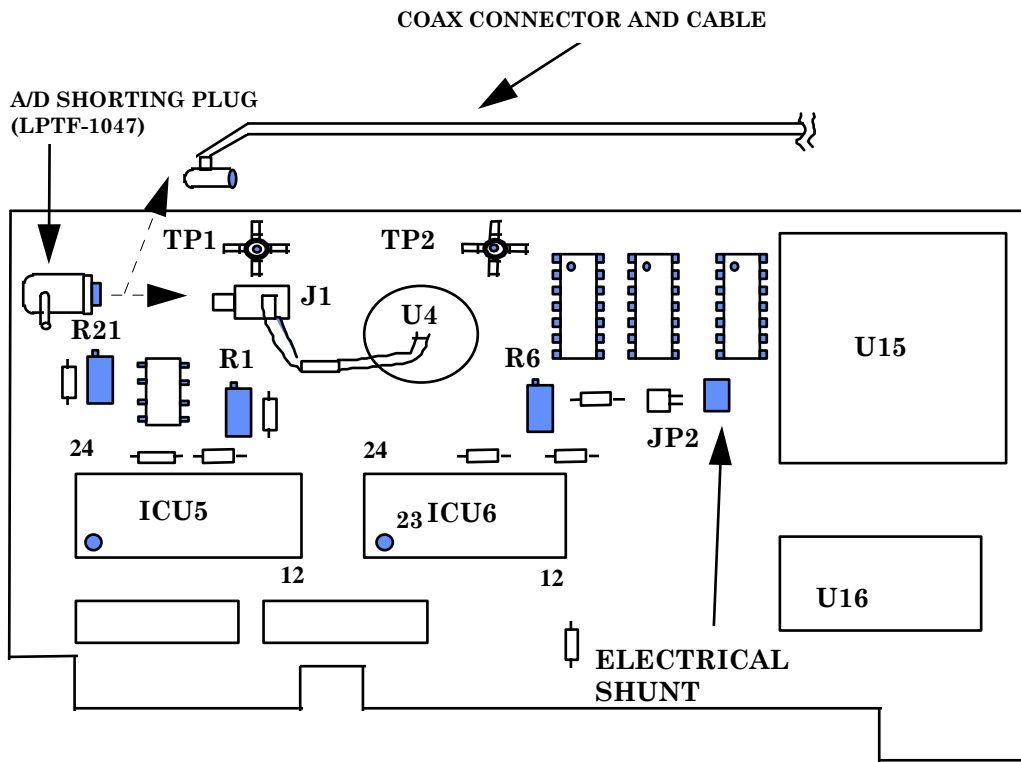 COAX CONNECTOR AND CABLE
A/D SHORTING PLUG
(LPTF-1047)
TP1
TP2
J1
U4
R21
R1
R6
U15
JP2
24
24
ICU5
23 ICU6
12
12
U16
ELECTRICAL
SHUNT